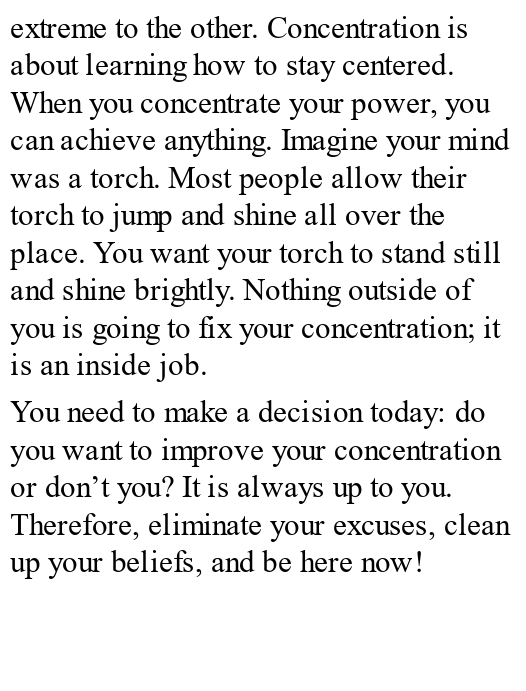 extreme to the other. Concentration is
about learning how to stay centered.
When you concentrate your power, you
can achieve anything. Imagine your mind
was a torch. Most people allow their
torch to jump and shine all over the
place. You want your torch to stand still
and shine brightly. Nothing outside of
you is going to fix your concentration; it
is an inside job.
You need to make a decision today: do
you want to improve your concentration
or don’t you? It is always up to you.
Therefore, eliminate your excuses, clean
up your beliefs, and be here now!